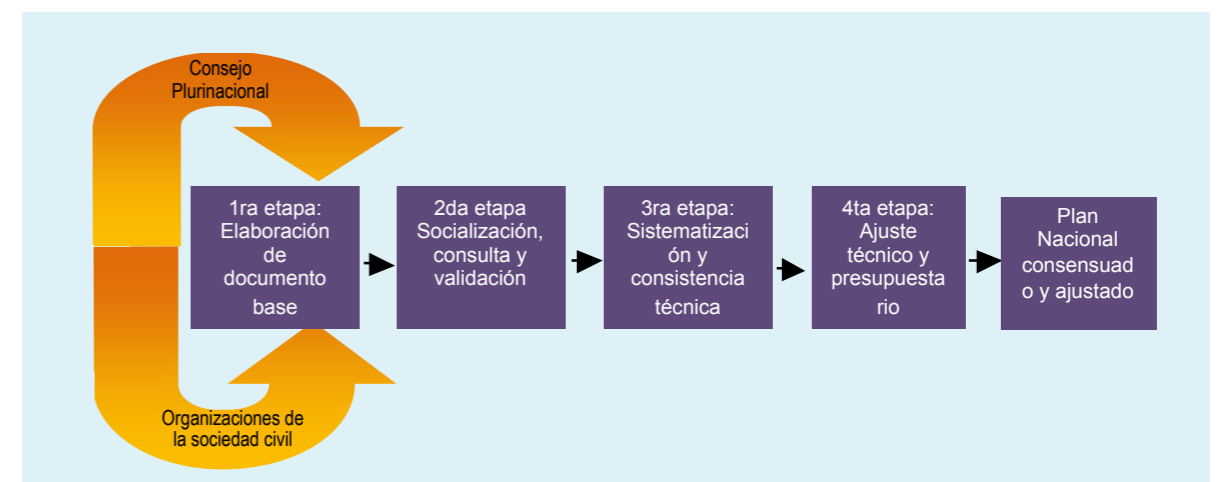 Consejo
Plurinacional
1ra etapa:
Elaboración
de
documento
base
2da etapa
Socialización,
consulta y
validación
3ra etapa:
Sistematizaci
ón y
consistencia
técnica
4ta etapa:
Ajuste
técnico y
presupuesta
rio
Plan
Nacional
consensuad
o y ajustado
Organizaciones de
la sociedad civil